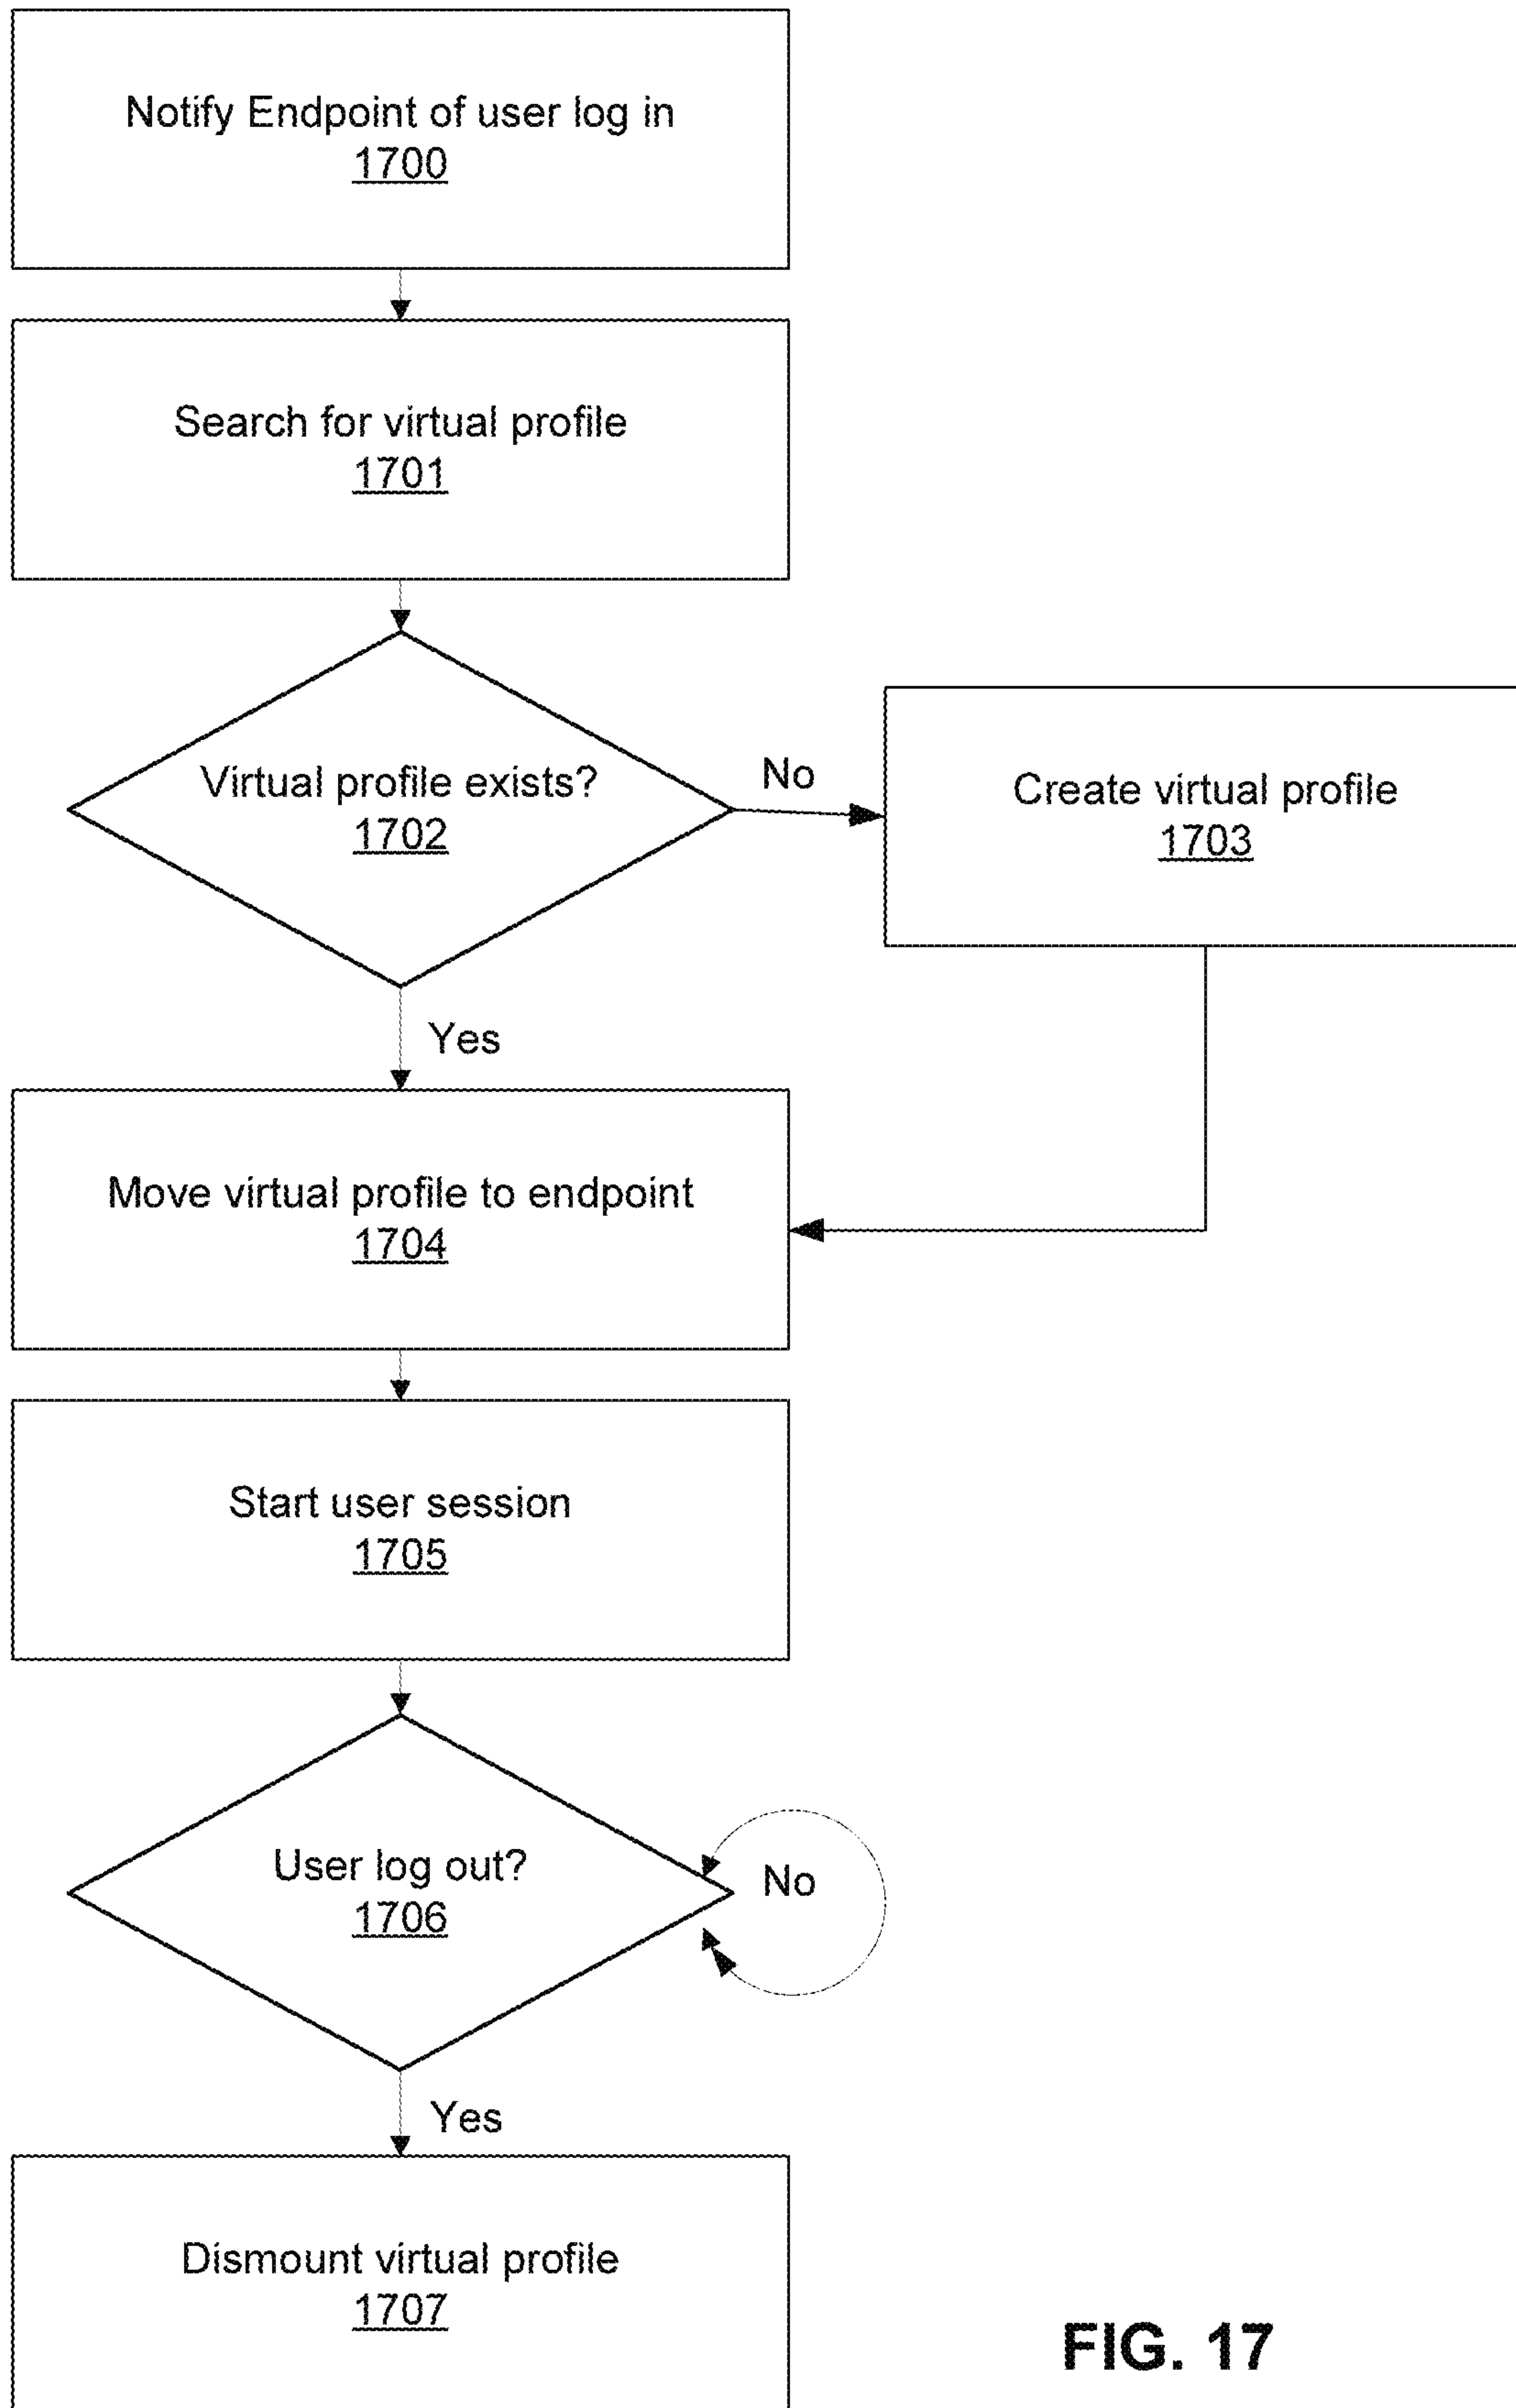 Notify Endpoint of user log in
1700
Search for virtual profile
1701
Virtual profile exists?
1702
No
Create virtual profile
1703
Yes
Move virtual profile to endpoint
1704
Start user session
1705
User log out?
1706
No
Yes
Dismount virtual profile
1707
FIG. 17